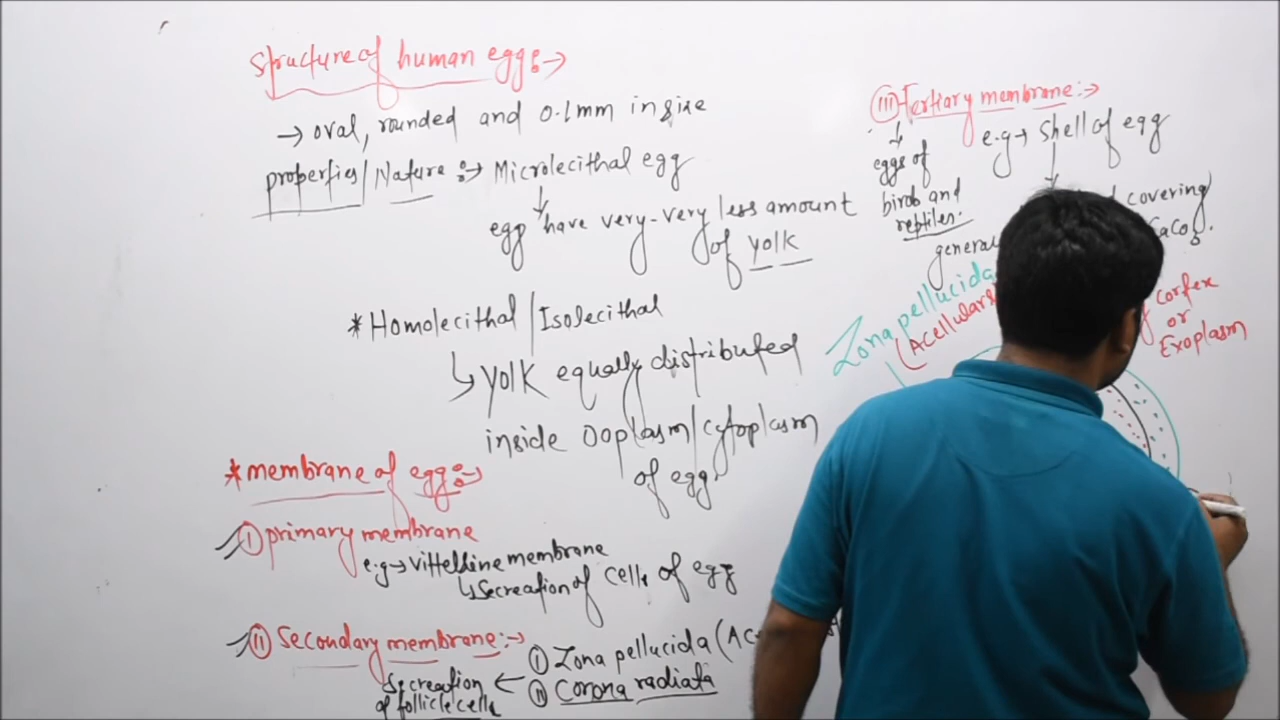 Structure of human egg :→
→ oval, rounded and 0.1mm in size
properties/Nature :→ Microlecithal egg
egg have very-very less amount
of yolk
* Homolecithal/Isolecithal
↳ yolk equally distributed
inside ooplasm/cytoplasm
of egg.
* membrane of egg :→
I primary membrane
e.g → vittelline membrane
↳ Secreation of cells of egg
II Secondary membrane :→
I Zona pellucida (Ac
II Corona radiata
Secreation
of follicle cells
III Tertiary membrane :→
e.g → Shell of egg
eggs of
birds and
reptiles.
covering
general
CaCO3.
Zona pellucida
(Acellular
cortex
or
Exoplasm